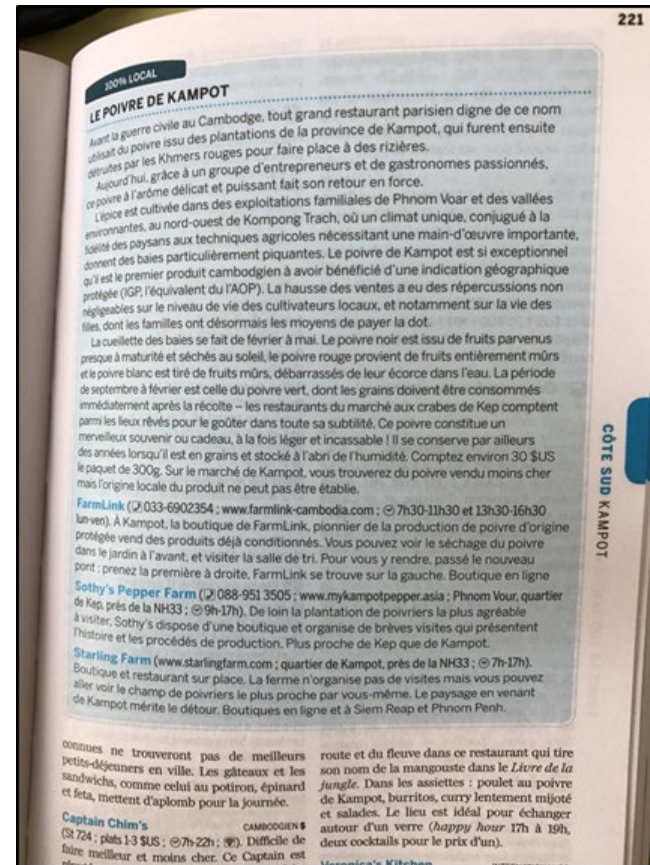 221
100% LOCAL
LE POIVRE DE KAMPOT
Avant la guerre civile au Cambodge, tout grand restaurant parisien digne de ce nom
utilisait du poivre issu des plantations de la province de Kampot, qui furent ensuite
détruites par les Khmers rouges pour faire place à des rizières.
Aujourd'hui, grâce à un groupe d'entrepreneurs et de gastronomes passionnés,
ce poivre à l'arôme délicat et puissant fait son retour en force.
L'épice est cultivée dans des exploitations familiales de Phnom Voar et des vallées
environnantes, au nord-ouest de Kompong Trach, où un climat unique, conjugué à la
fidélité des paysans aux techniques agricoles nécessitant une main-d'œuvre importante,
donnent des baies particulièrement piquantes. Le poivre de Kampot est si exceptionnel
qu'il est le premier produit cambodgien à avoir bénéficié d'une indication géographique
protégée (IGP, l'équivalent du l'AOP). La hausse des ventes a eu des répercussions non
négligeables sur le niveau de vie des cultivateurs locaux, et notamment sur la vie des
filles, dont les familles ont désormais les moyens de payer la dot.
La cueillette des baies se fait de février à mai. Le poivre noir est issu de fruits parvenus
presque à maturité et séchés au soleil, le poivre rouge provient de fruits entièrement mûrs
et le poivre blanc est tiré de fruits mûrs, débarrassés de leur écorce dans l'eau. La période
de septembre à février est celle du poivre vert, dont les grains doivent être consommés
immédiatement après la récolte – les restaurants du marché aux crabes de Kep comptent
parmi les lieux rêvés pour le goûter dans toute sa subtilité. Ce poivre constitue un
merveilleux souvenir ou cadeau, à la fois léger et incassable ! Il se conserve par ailleurs
des années lorsqu'il est en grains et stocké à l'abri de l'humidité. Comptez environ 30 $US
le paquet de 300g. Sur le marché de Kampot, vous trouverez du poivre vendu moins cher
mais l'origine locale du produit ne peut pas être établie.
FarmLink (033-6902354 ; www.farmlink-cambodia.com ; 7h30-11h30 et 13h30-16h30
lun-ven). À Kampot, la boutique de FarmLink, pionnier de la production de poivre d'origine
protégée vend des produits déjà conditionnés. Vous pouvez voir le séchage du poivre
dans le jardin à l'avant, et visiter la salle de tri. Pour vous y rendre, passé le nouveau
pont ; prenez la première à droite, FarmLink se trouve sur la gauche. Boutique en ligne
Sothy's Pepper Farm (088-951 3505 ; www.mykampotpepper.asia ; Phnom Vour, quartier
de Kep, près de la NH33 ; 9h-17h). De loin la plantation de poivriers la plus agréable
à visiter, Sothy's dispose d'une boutique et organise de brèves visites qui présentent
l'histoire et les procédés de production. Plus proche de Kep que de Kampot.
Starling Farm (www.starlingfarm.com ; quartier de Kampot, près de la NH33 ; 7h-17h).
Boutique et restaurant sur place. La ferme n'organise pas de visites mais vous pouvez
aller voir le champ de poivriers le plus proche par vous-même. Le paysage en venant
de Kampot mérite le détour. Boutiques en ligne et à Siem Reap et Phnom Penh.
CÔTE SUD KAMPOT
connues ne trouveront pas de meilleurs
petits-déjeuners en ville. Les gâteaux et les
sandwichs, comme celui au potiron, épinard
et feta, mettent d'aplomb pour la journée.
Captain Chim's CAMBODGIEN $
(St 724 ; plats 1-3 $US ; 7h-22h ; ). Difficile de
faire meilleur et moins cher. Ce Captain est
route et du fleuve dans ce restaurant qui tire
son nom de la mangouste dans le Livre de la
jungle. Dans les assiettes : poulet au poivre
de Kampot, burritos, curry lentement mijoté
et salades. Le lieu est idéal pour échanger
autour d'un verre (happy hour 17h à 19h,
deux cocktails pour le prix d'un).
Veronica's Kitchen